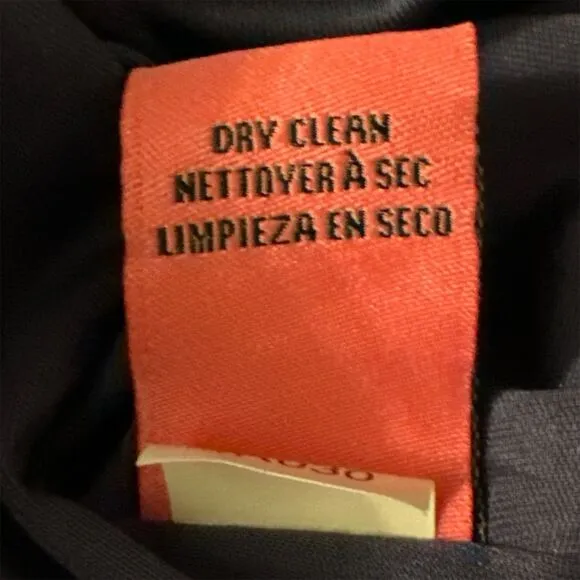 DRY CLEAN
NETTOYER À SEC
LIMPIEZA EN SECO